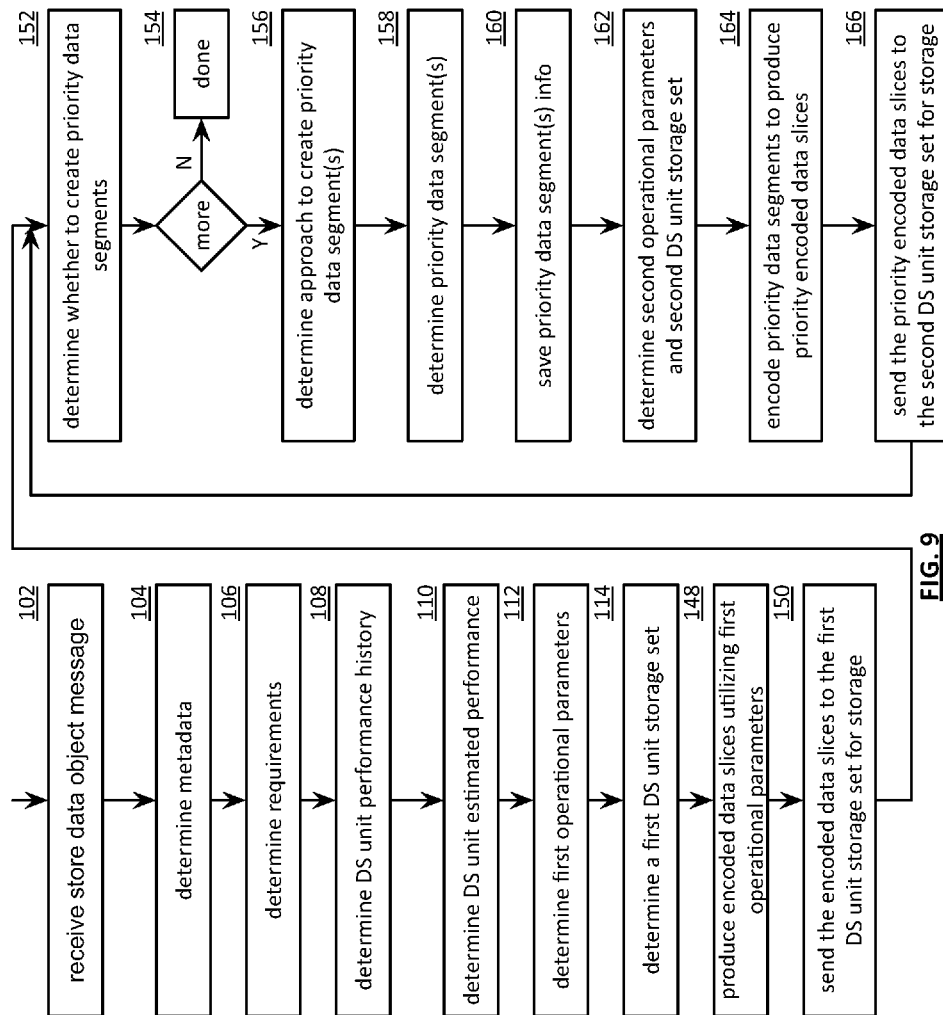 102
receive store data object message
104
determine metadata
106
determine requirements
108
determine DS unit performance history
110
determine DS unit estimated performance
112
determine first operational parameters
114
determine a first DS unit storage set
148
produce encoded data slices utilizing first
operational parameters
150
send the encoded data slices to the first
DS unit storage set for storage
152
determine whether to create priority data
segments
154
more
N
done
Y
156
determine approach to create priority
data segment(s)
158
determine priority data segment(s)
160
save priority data segment(s) info
162
determine second operational parameters
and second DS unit storage set
164
encode priority data segments to produce
priority encoded data slices
166
send the priority encoded data slices to
the second DS unit storage set for storage
FIG. 9